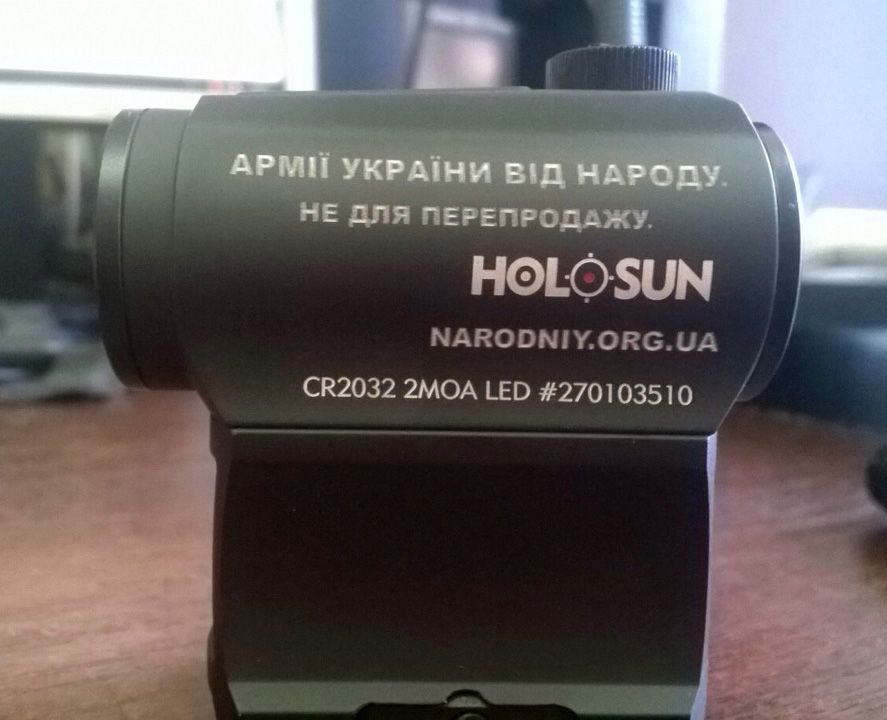 АРМІЇ УКРАЇНИ ВІД НАРОДУ.
НЕ ДЛЯ ПЕРЕПРОДАЖУ.
HOLOSUN
NARODNIY.ORG.UA
CR2032 2MOA LED #270103510